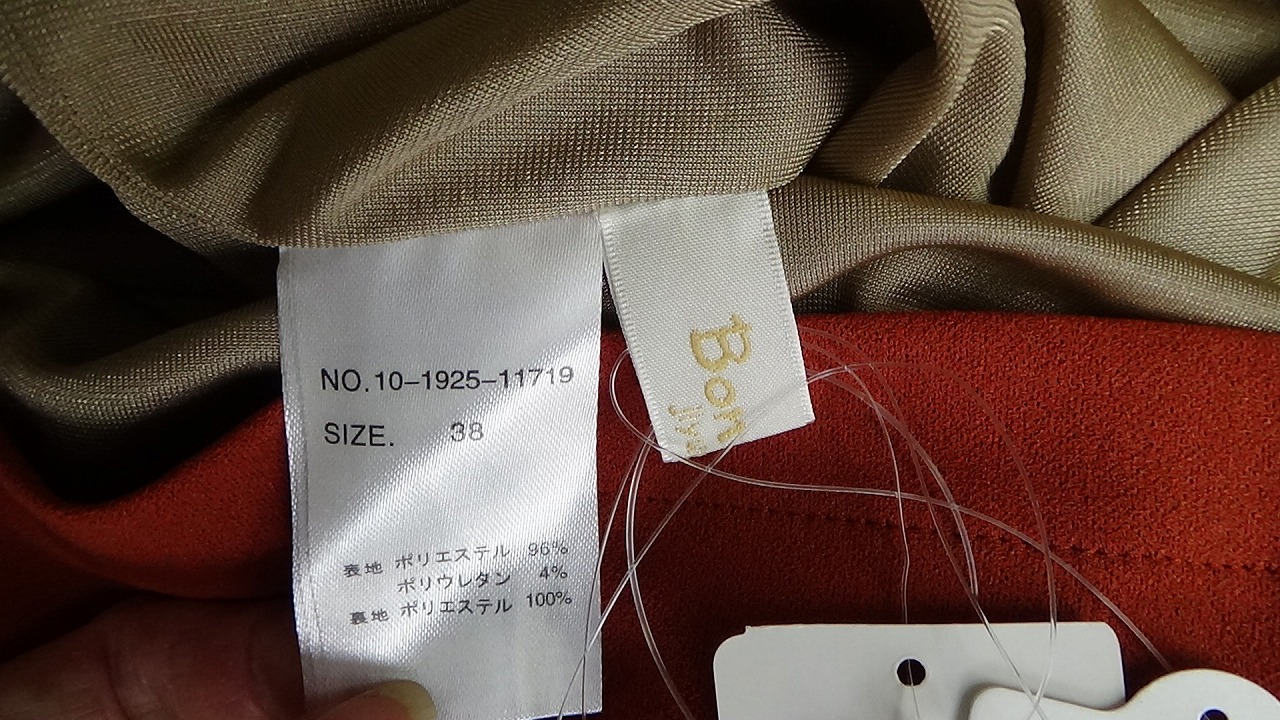 NO.10-1925-11719
SIZE. 38
表地 ポリエステル 96%
ポリウレタン 4%
裏地 ポリエステル 100%
Bon